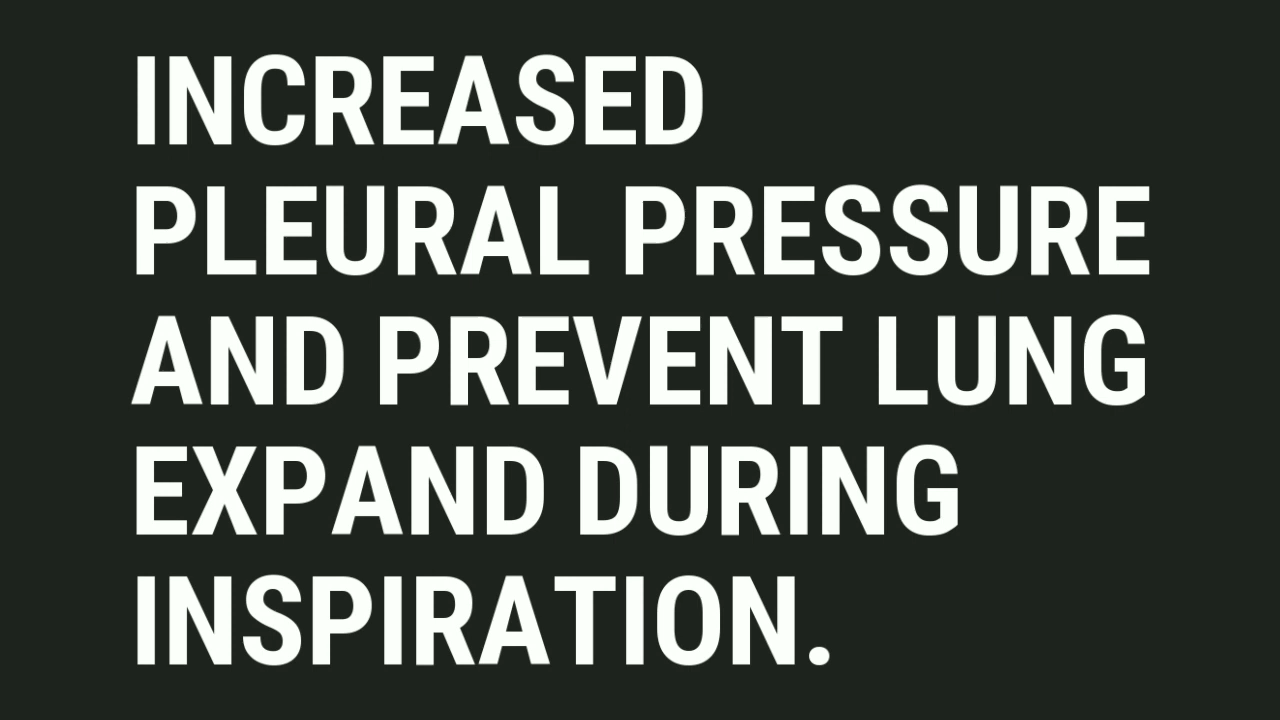 INCREASED
PLEURAL PRESSURE
AND PREVENT LUNG
EXPAND DURING
INSPIRATION.